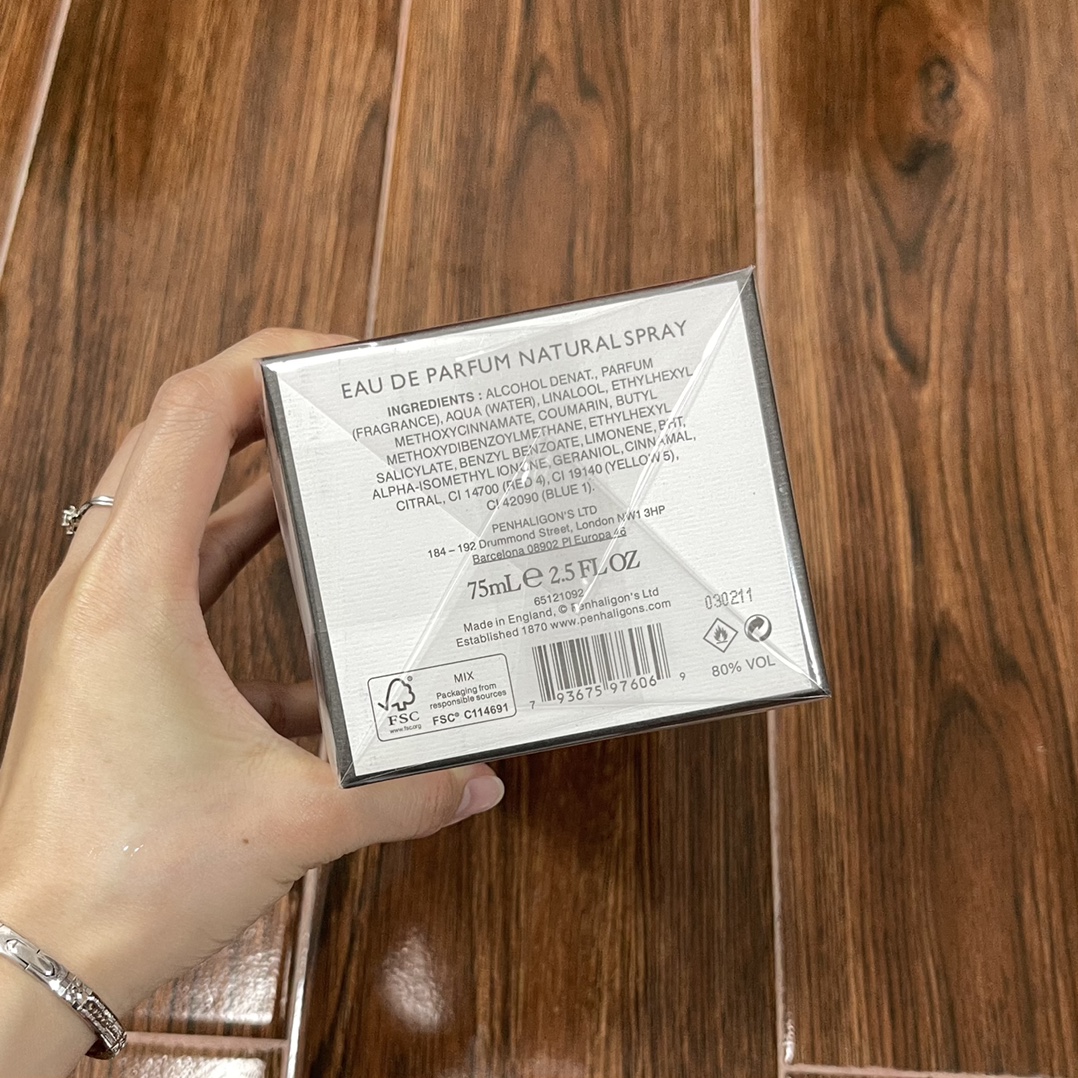 EAU DE PARFUM NATURAL SPRAY
INGREDIENTS : ALCOHOL DENAT., PARFUM
(FRAGRANCE), AQUA (WATER), LINALOOL, ETHYLHEXYL
METHOXYCINNAMATE, COUMARIN, BUTYL
METHOXYDIBENZOYLMETHANE, ETHYLHEXYL
SALICYLATE, BENZYL BENZOATE, LIMONENE, BHT,
ALPHA-ISOMETHYL IONONE, GERANIOL, CINNAMAL,
CITRAL, CI 14700 (RED 4), CI 19140 (YELLOW 5),
CI 42090 (BLUE 1).
PENHALIGON'S LTD
184 – 192 Drummond Street, London NW1 3HP
Barcelona 08902 Pl Europa 46
75mL e 2.5 FL OZ
65121092
Made in England, © Penhaligon's Ltd
Established 1870 www.penhaligons.com
030211
80% VOL
7 93675 97606 9
MIX
Packaging from
responsible sources
FSC® C114691
FSC
www.fsc.org